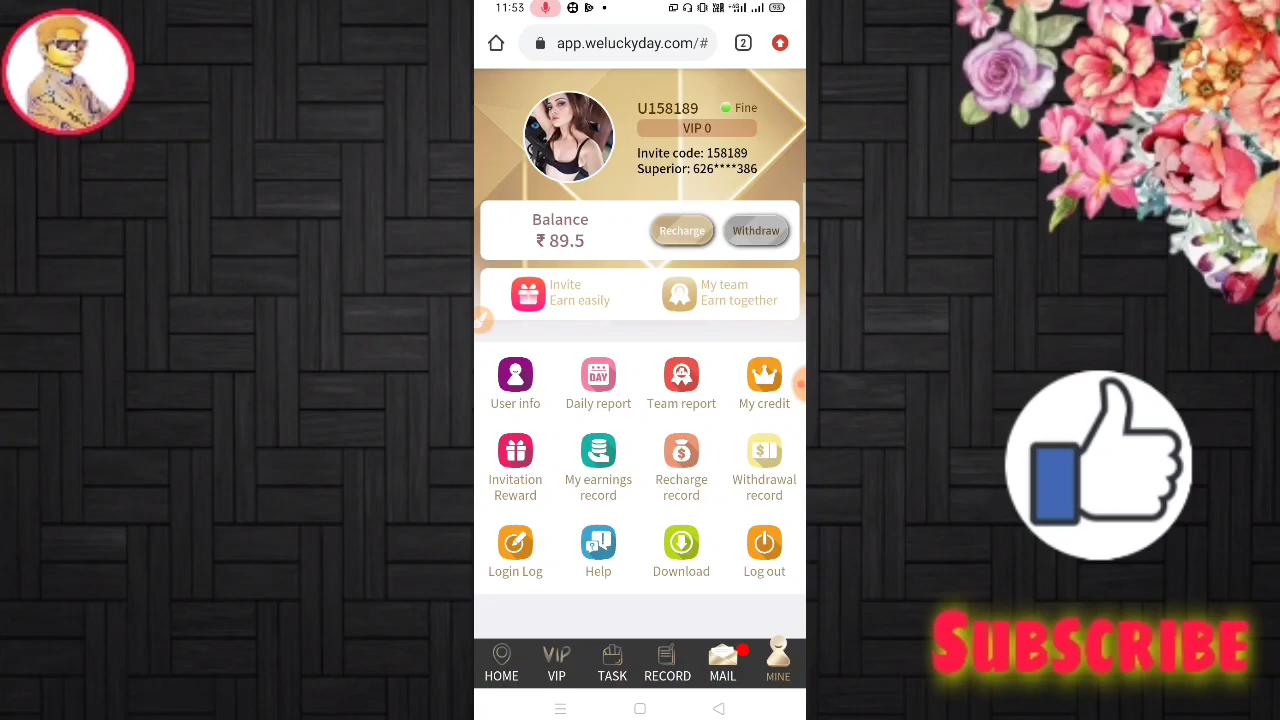 11:53
93
app.weluckyday.com/#
2
U158189
Fine
VIP 0
Invite code: 158189
Superior: 626****386
Balance
₹ 89.5
Recharge
Withdraw
Invite
Earn easily
My team
Earn together
User info
DAY
Daily report
Team report
My credit
Invitation
Reward
My earnings
record
Recharge
record
Withdrawal
record
Login Log
Help
Download
Log out
VIP
HOME
VIP
TASK
RECORD
MAIL
MINE
SUBSCRIBE